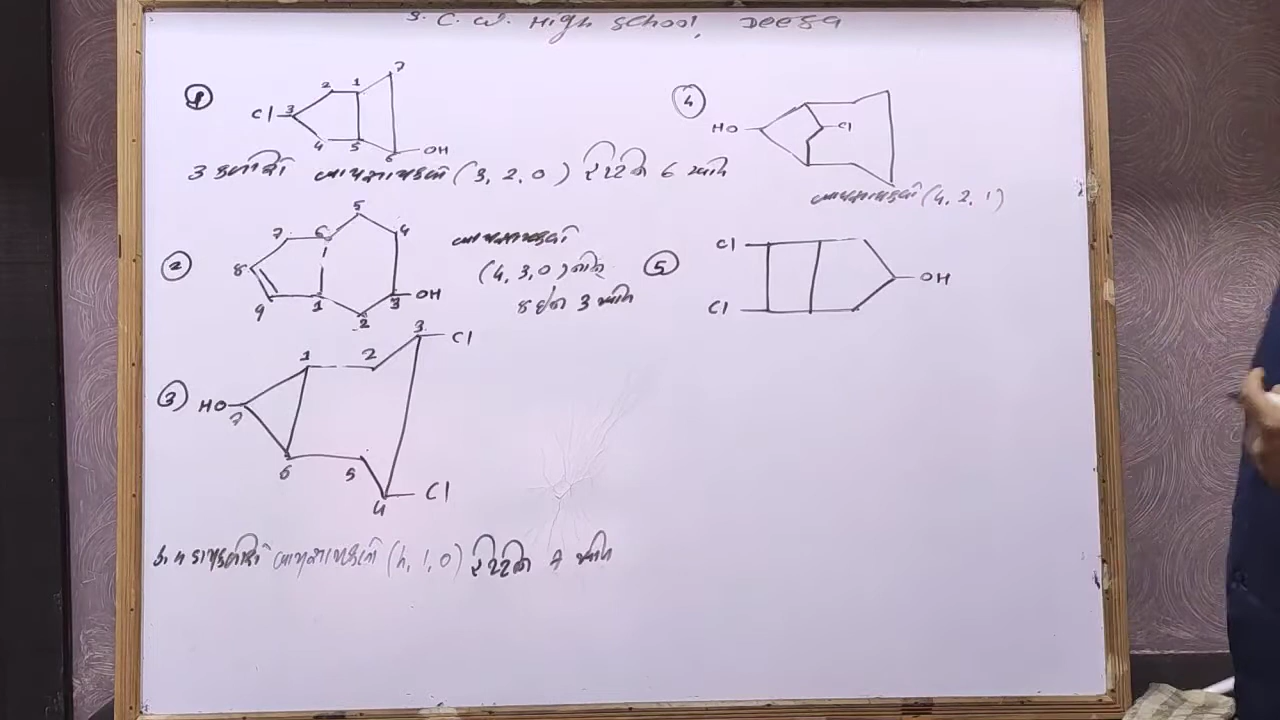 S. C. W. High School, Deesa
①
Cl 3 2 1 7
4 5 6 OH
3 ક્લોરો બાયસાયક્લો (3, 2, 0) હેપ્ટેન 6 ઓલ
②
7 6 5 4
8 9 1 2 3 OH
બાયસાયક્લો
(4, 3, 0) નોન
8 ઇન 3 ઓલ
③
HO 7 1 2 3 Cl
6 5 4 Cl
ડાયક્લોરો બાયસાયક્લો (4, 1, 0) હેપ્ટેન 7 ઓલ
④
HO Cl
બાયસાયક્લો (4, 2, 1)
⑤
Cl
Cl OH